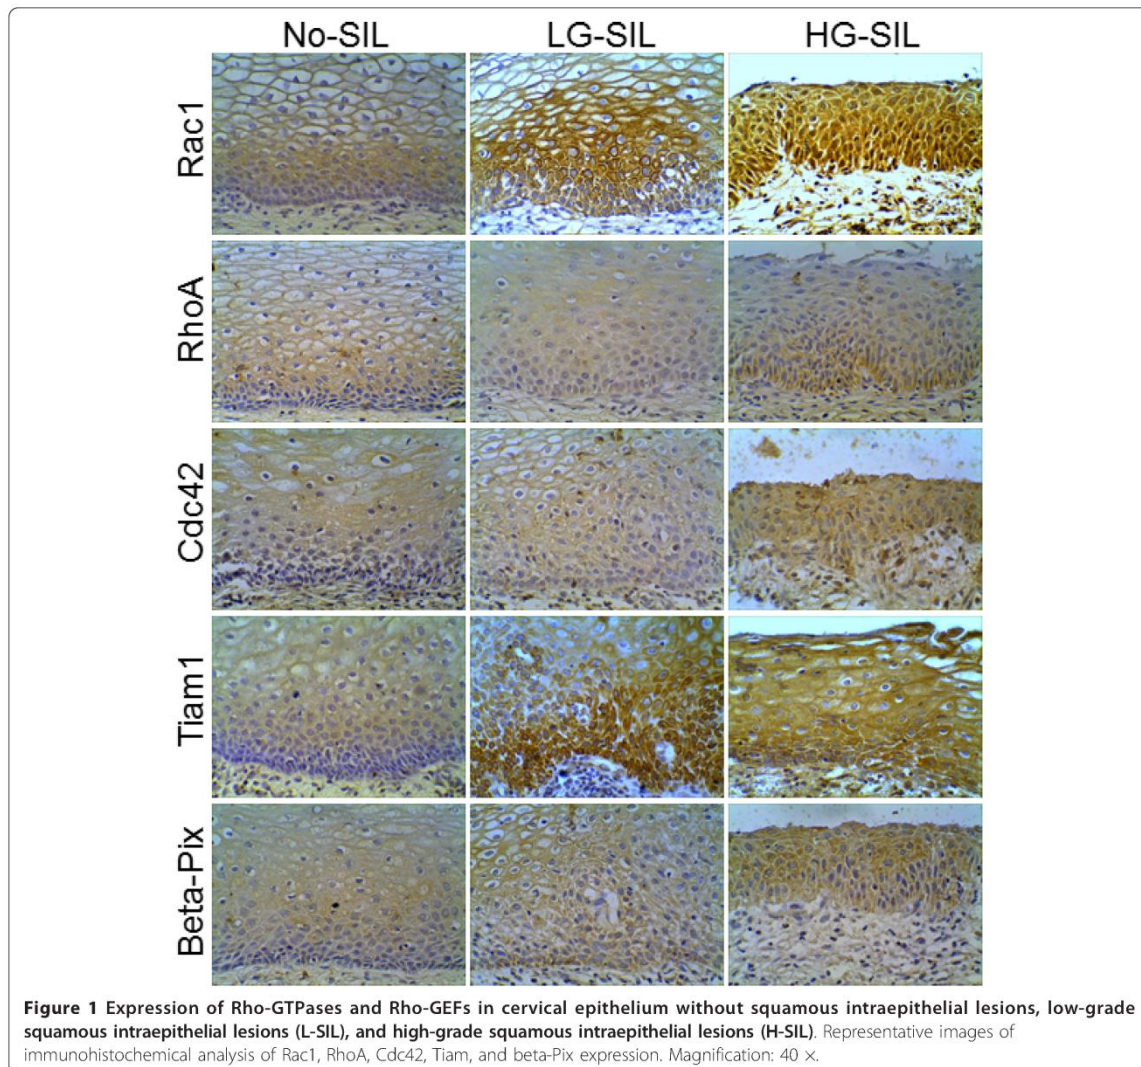 No-SIL LG-SIL HG-SIL
Rac1
RhoA
Cdc42
Tiam1
Beta-Pix
Figure 1 Expression of Rho-GTPases and Rho-GEFs in cervical epithelium without squamous intraepithelial lesions, low-grade
squamous intraepithelial lesions (L-SIL), and high-grade squamous intraepithelial lesions (H-SIL). Representative images of
immunohistochemical analysis of Rac1, RhoA, Cdc42, Tiam, and beta-Pix expression. Magnification: 40 ×.